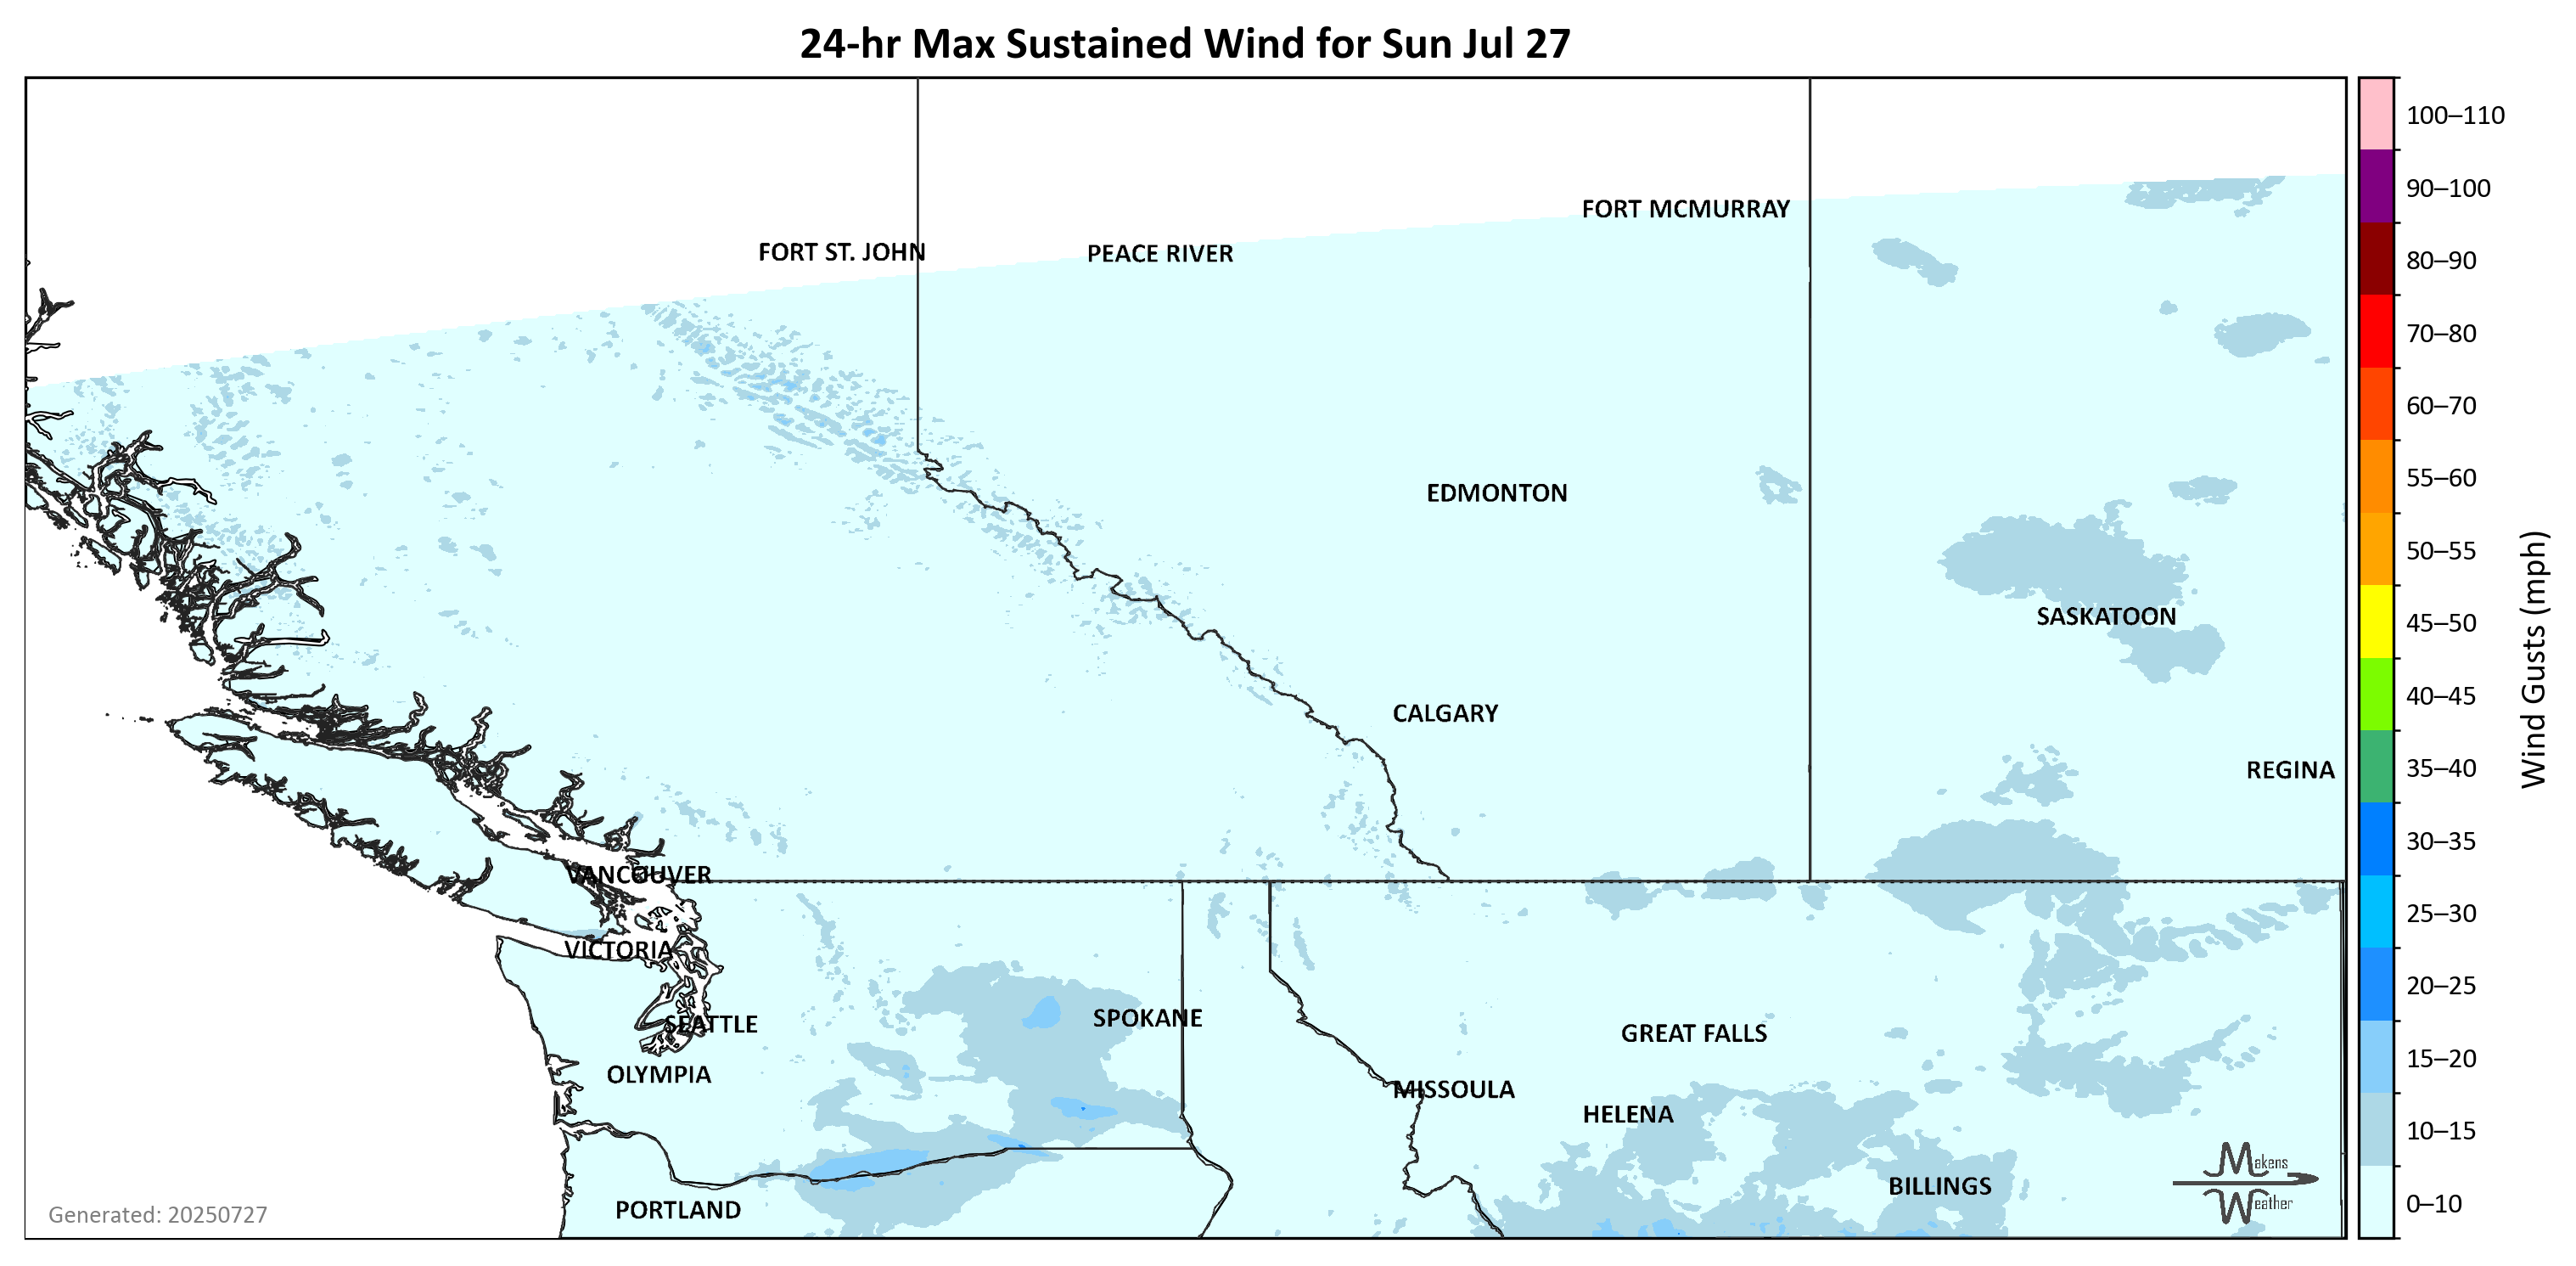 24-hr Max Sustained Wind for Sun Jul 27
100–110
90–100
80–90
70–80
60–70
55–60
50–55
45–50
40–45
35–40
30–35
25–30
20–25
15–20
10–15
0–10
Wind Gusts (mph)
FORT MCMURRAY
FORT ST. JOHN
PEACE RIVER
EDMONTON
SASKATOON
CALGARY
REGINA
VANCOUVER
VICTORIA
SEATTLE
SPOKANE
GREAT FALLS
OLYMPIA
MISSOULA
HELENA
BILLINGS
PORTLAND
Makens
Weather
Generated: 20250727